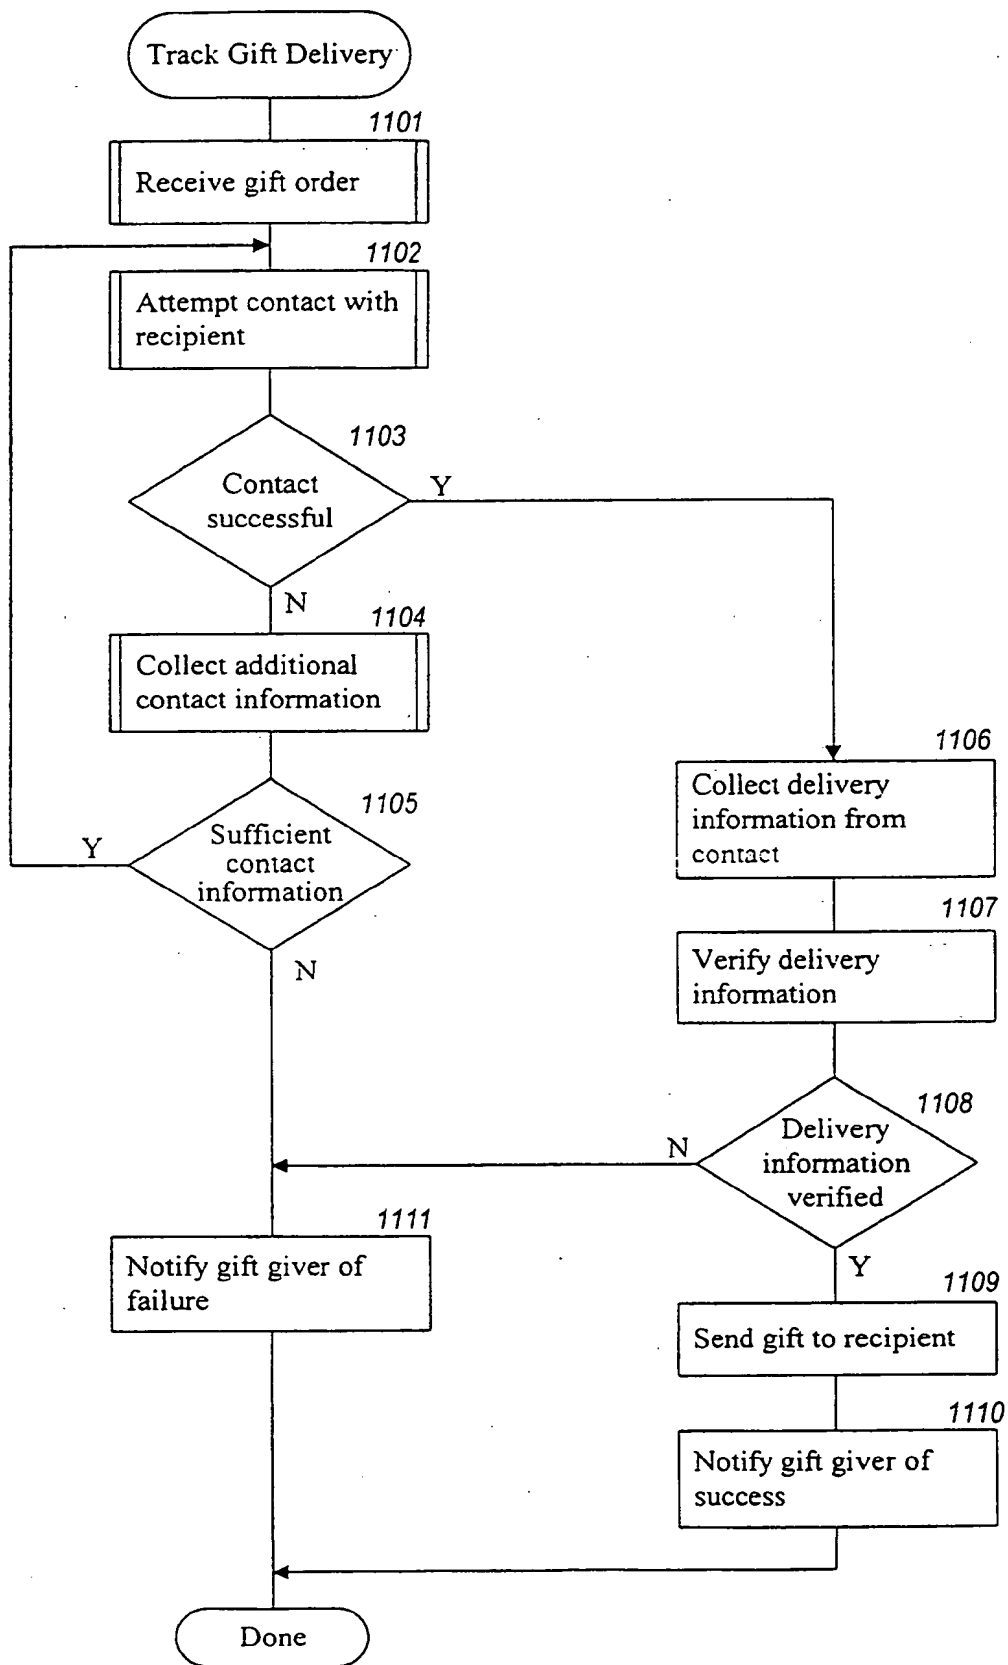 Track Gift Delivery
1101
Receive gift order
1102
Attempt contact with
recipient
1103
Contact
successful
Y
N
1104
Collect additional
contact information
1105
Sufficient
contact
information
Y
N
1106
Collect delivery
information from
contact
1107
Verify delivery
information
1108
Delivery
information
verified
N
Y
1111
Notify gift giver of
failure
1109
Send gift to recipient
1110
Notify gift giver of
success
Done